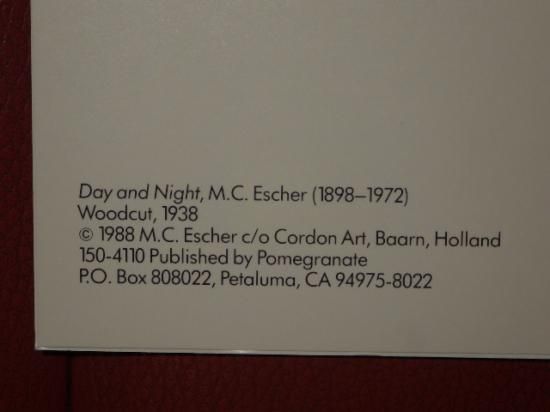 Day and Night, M.C. Escher (1898–1972)
Woodcut, 1938
© 1988 M.C. Escher c/o Cordon Art, Baarn, Holland
150-4110 Published by Pomegranate
P.O. Box 808022, Petaluma, CA 94975-8022